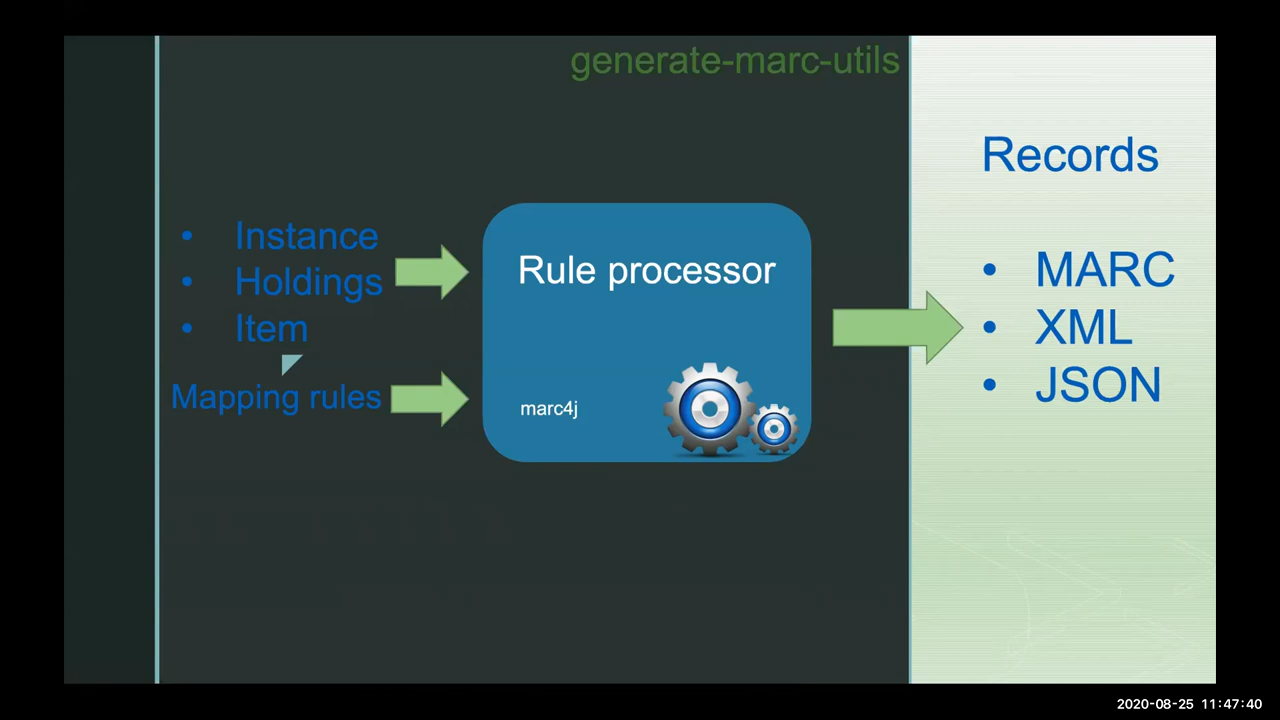 generate-marc-utils
• Instance
• Holdings
• Item
Mapping rules
Rule processor
marc4j
Records
• MARC
• XML
• JSON
2020-08-25 11:47:40